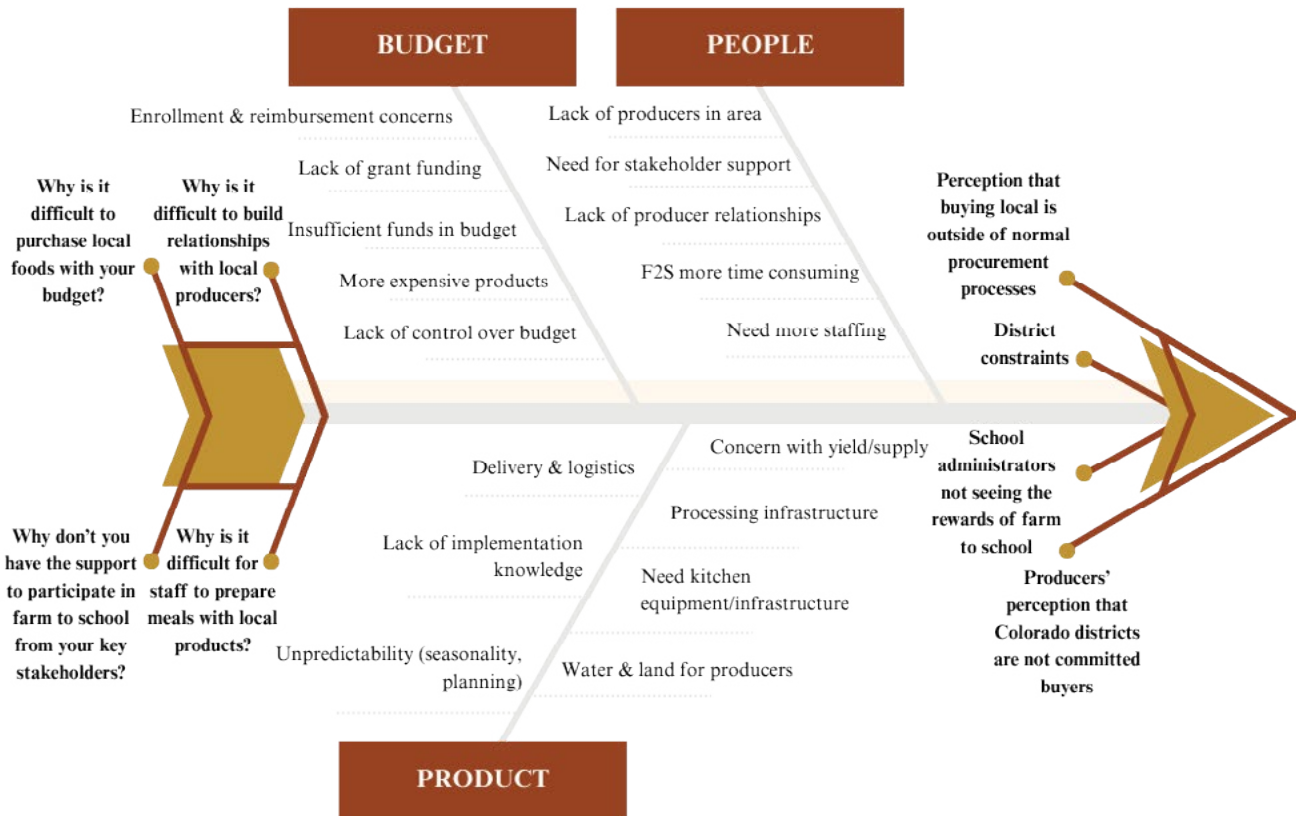 BUDGET
PEOPLE
Enrollment & reimbursement concerns
Lack of grant funding
Insufficient funds in budget
More expensive products
Lack of control over budget
Lack of producers in area
Need for stakeholder support
Lack of producer relationships
F2S more time consuming
Need more staffing
Why is it
difficult to
purchase local
foods with your
budget?
Why is it
difficult to build
relationships
with local
producers?
Perception that
buying local is
outside of normal
procurement
processes
District
constraints
School
administrators
not seeing the
rewards of farm
to school
Producers'
perception that
Colorado districts
are not committed
buyers
Why don't you
have the support
to participate in
farm to school
from your key
stakeholders?
Why is it
difficult for
staff to prepare
meals with local
products?
Delivery & logistics
Lack of implementation
knowledge
Unpredictability (seasonality,
planning)
Concern with yield/supply
Processing infrastructure
Need kitchen
equipment/infrastructure
Water & land for producers
PRODUCT